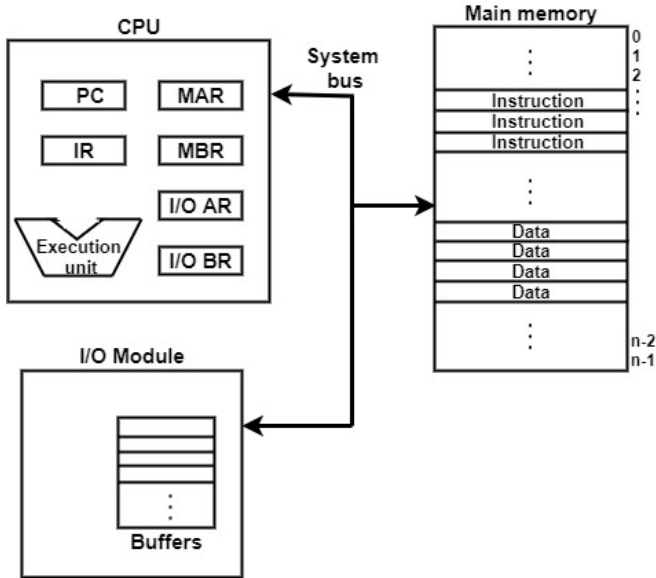 CPU
PC
MAR
IR
MBR
I/O AR
Execution
unit
I/O BR
System
bus
Main memory
0
1
2
Instruction
Instruction
Instruction
Data
Data
Data
Data
n-2
n-1
I/O Module
Buffers